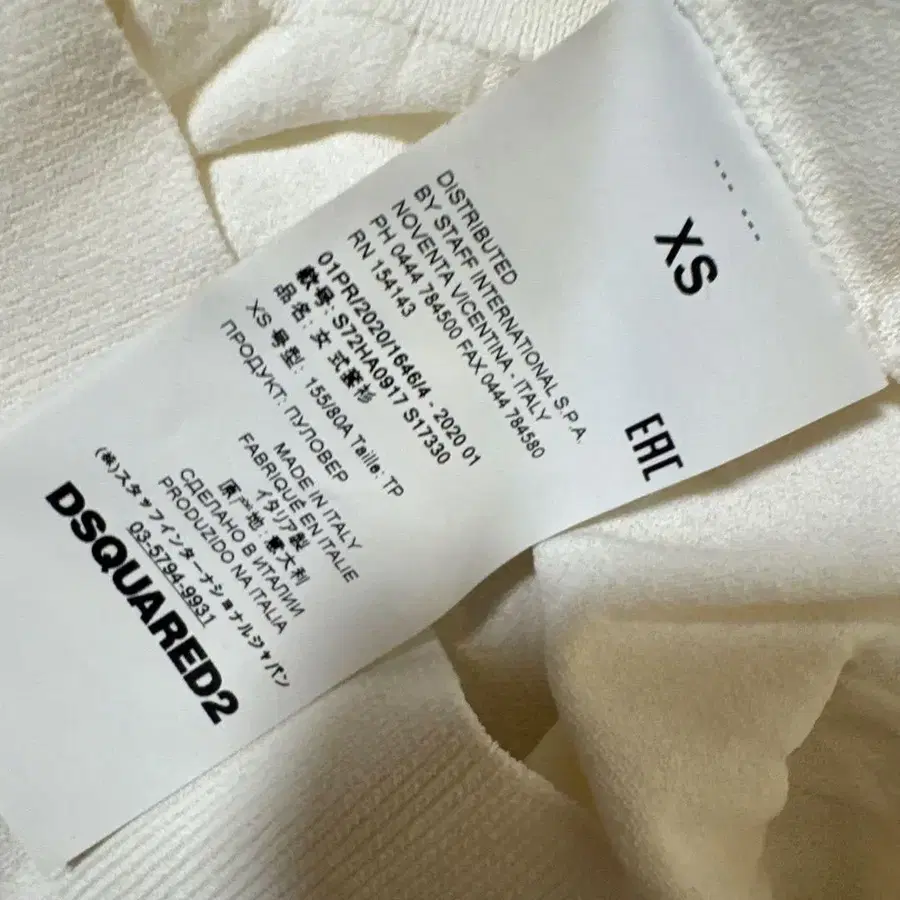 XS
EAC
DISTRIBUTED
BY STAFF INTERNATIONAL S.P.A.
NOVENTA VICENTINA - ITALY
PH 0444 784500 FAX 0444 784580
RN 154143
01PR/2020/1646/4 - 2020 01
款号: S72HA0917 S17330
品名: 女 式 衫
XS 号型: 155/80A Taille: TP
ПРОДУКТ: ПУЛОВЕР
MADE IN ITALY
FABRIQUÉ EN ITALIE
イタリア製
原产地: 意大利
СДЕЛАНО В ИТАЛИИ
PRODUZIDO NA ITALIA
(株)スタッフインターナショナルジャパン
03-5794-9931
DSQUARED2